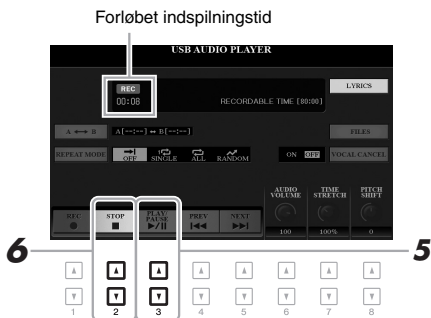 Forløbet indspilningstid
USB AUDIO PLAYER
REC
00:08
RECORDABLE TIME [80:00]
LYRICS
A ⟷ B
A[--:--] ↔ B[--:--]
FILES
REPEAT MODE
OFF SINGLE ALL RANDOM
ON OFF
VOCAL CANCEL
AUDIO VOLUME
TIME STRETCH
PITCH SHIFT
REC
STOP
PLAY/PAUSE
PREV
NEXT
100 100% 0
6
5
1 2 3 4 5 6 7 8